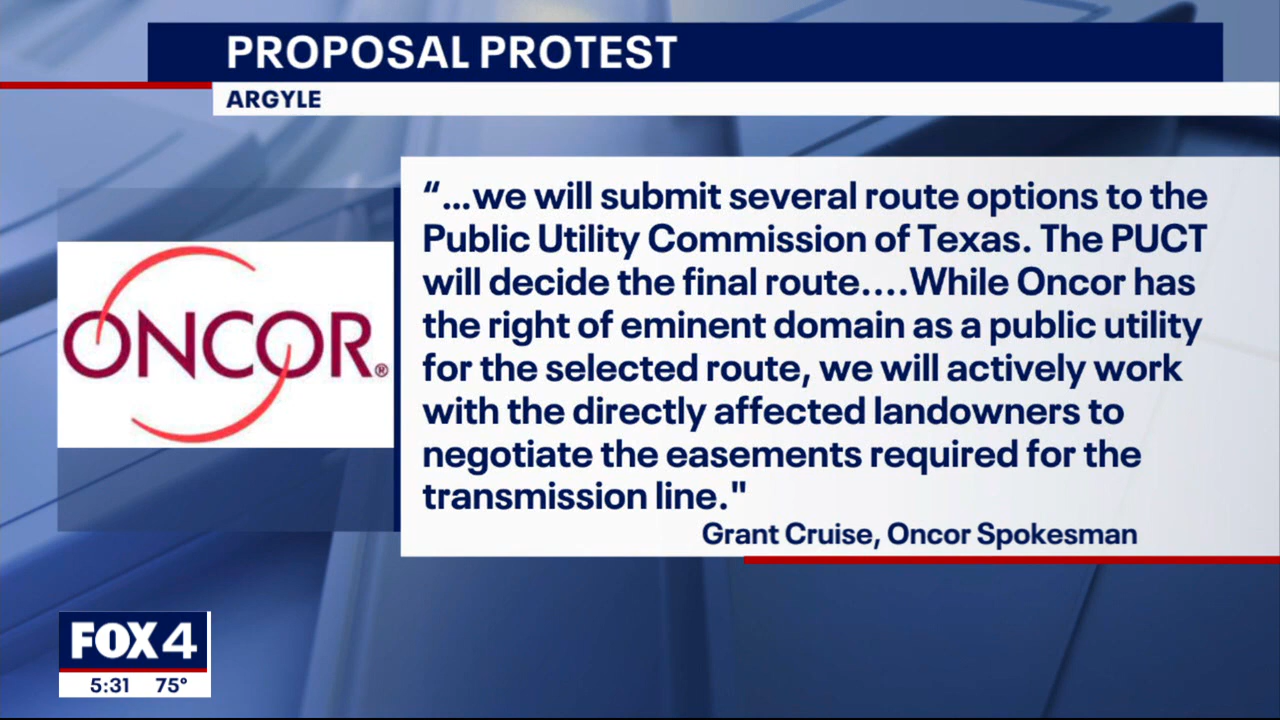 PROPOSAL PROTEST
ARGYLE
ONCOR®
“...we will submit several route options to the
Public Utility Commission of Texas. The PUCT
will decide the final route....While Oncor has
the right of eminent domain as a public utility
for the selected route, we will actively work
with the directly affected landowners to
negotiate the easements required for the
transmission line."
Grant Cruise, Oncor Spokesman
FOX 4
5:31 75°